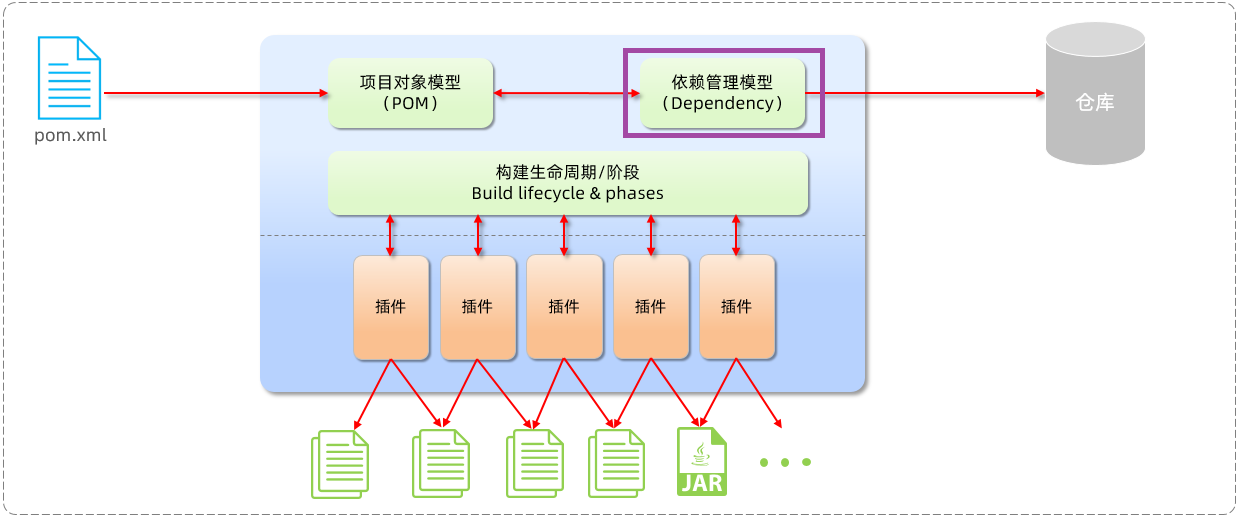 项目对象模型
（POM）
依赖管理模型
（Dependency）
仓库
pom.xml
构建生命周期/阶段
Build lifecycle & phases
插件
插件
插件
插件
插件
JAR